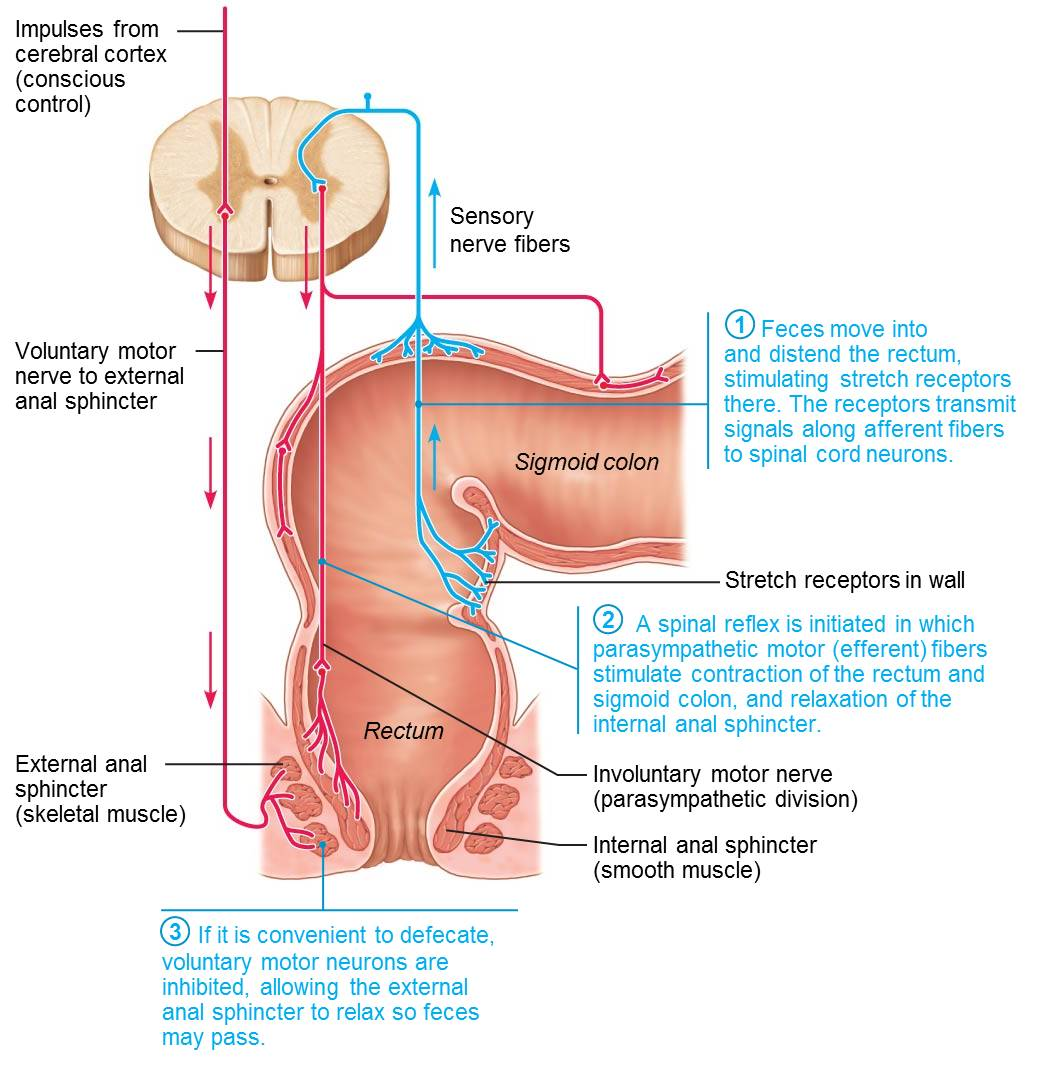 Impulses from
cerebral cortex
(conscious
control)
Sensory
nerve fibers
Voluntary motor
nerve to external
anal sphincter
1 Feces move into
and distend the rectum,
stimulating stretch receptors
there. The receptors transmit
signals along afferent fibers
to spinal cord neurons.
Sigmoid colon
Stretch receptors in wall
2 A spinal reflex is initiated in which
parasympathetic motor (efferent) fibers
stimulate contraction of the rectum and
sigmoid colon, and relaxation of the
internal anal sphincter.
Rectum
External anal
sphincter
(skeletal muscle)
Involuntary motor nerve
(parasympathetic division)
Internal anal sphincter
(smooth muscle)
3 If it is convenient to defecate,
voluntary motor neurons are
inhibited, allowing the external
anal sphincter to relax so feces
may pass.